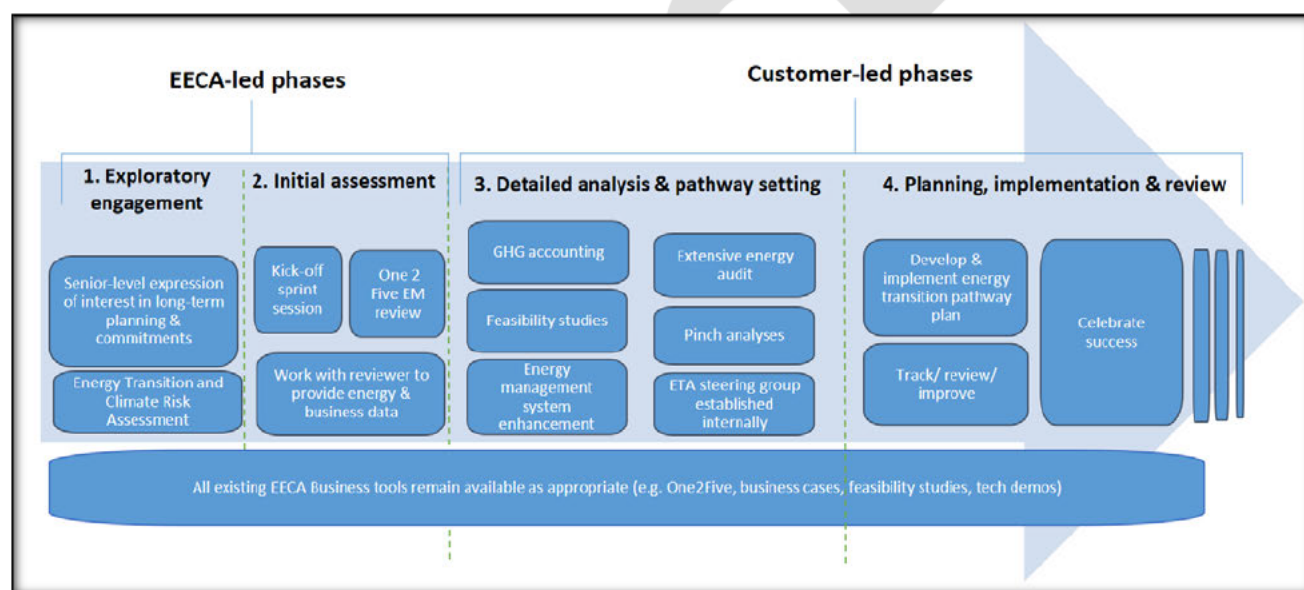 EECA-led phases
Customer-led phases
1. Exploratory
engagement
2. Initial assessment
3. Detailed analysis & pathway setting
4. Planning, implementation & review
Senior-level expression
of interest in long-term
planning &
commitments
Energy Transition and
Climate Risk
Assessment
Kick-off
sprint
session
One 2
Five EM
review
Work with reviewer to
provide energy &
business data
GHG accounting
Feasibility studies
Energy
management
system
enhancement
Extensive energy
audit
Pinch analyses
ETA steering group
established
internally
Develop &
implement energy
transition pathway
plan
Track/ review/
improve
Celebrate
success
All existing EECA Business tools remain available as appropriate (e.g. One2Five, business cases, feasibility studies, tech demos)